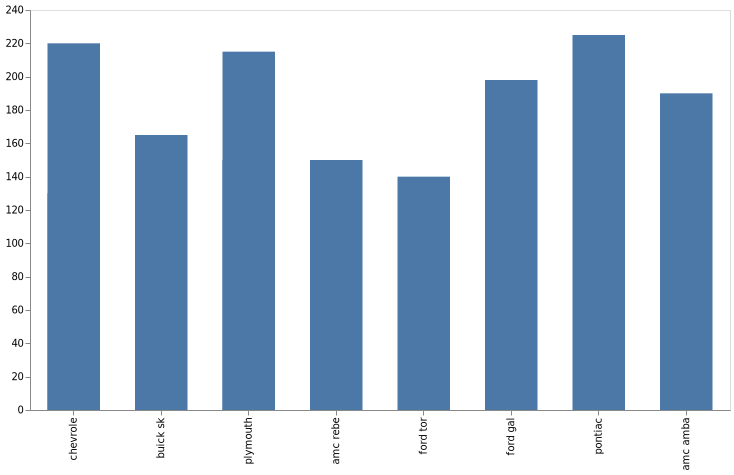 240
220
200
180
160
140
120
100
80
60
40
20
0
chevrole
buick sk
plymouth
amc rebe
ford tor
ford gal
pontiac
amc amba